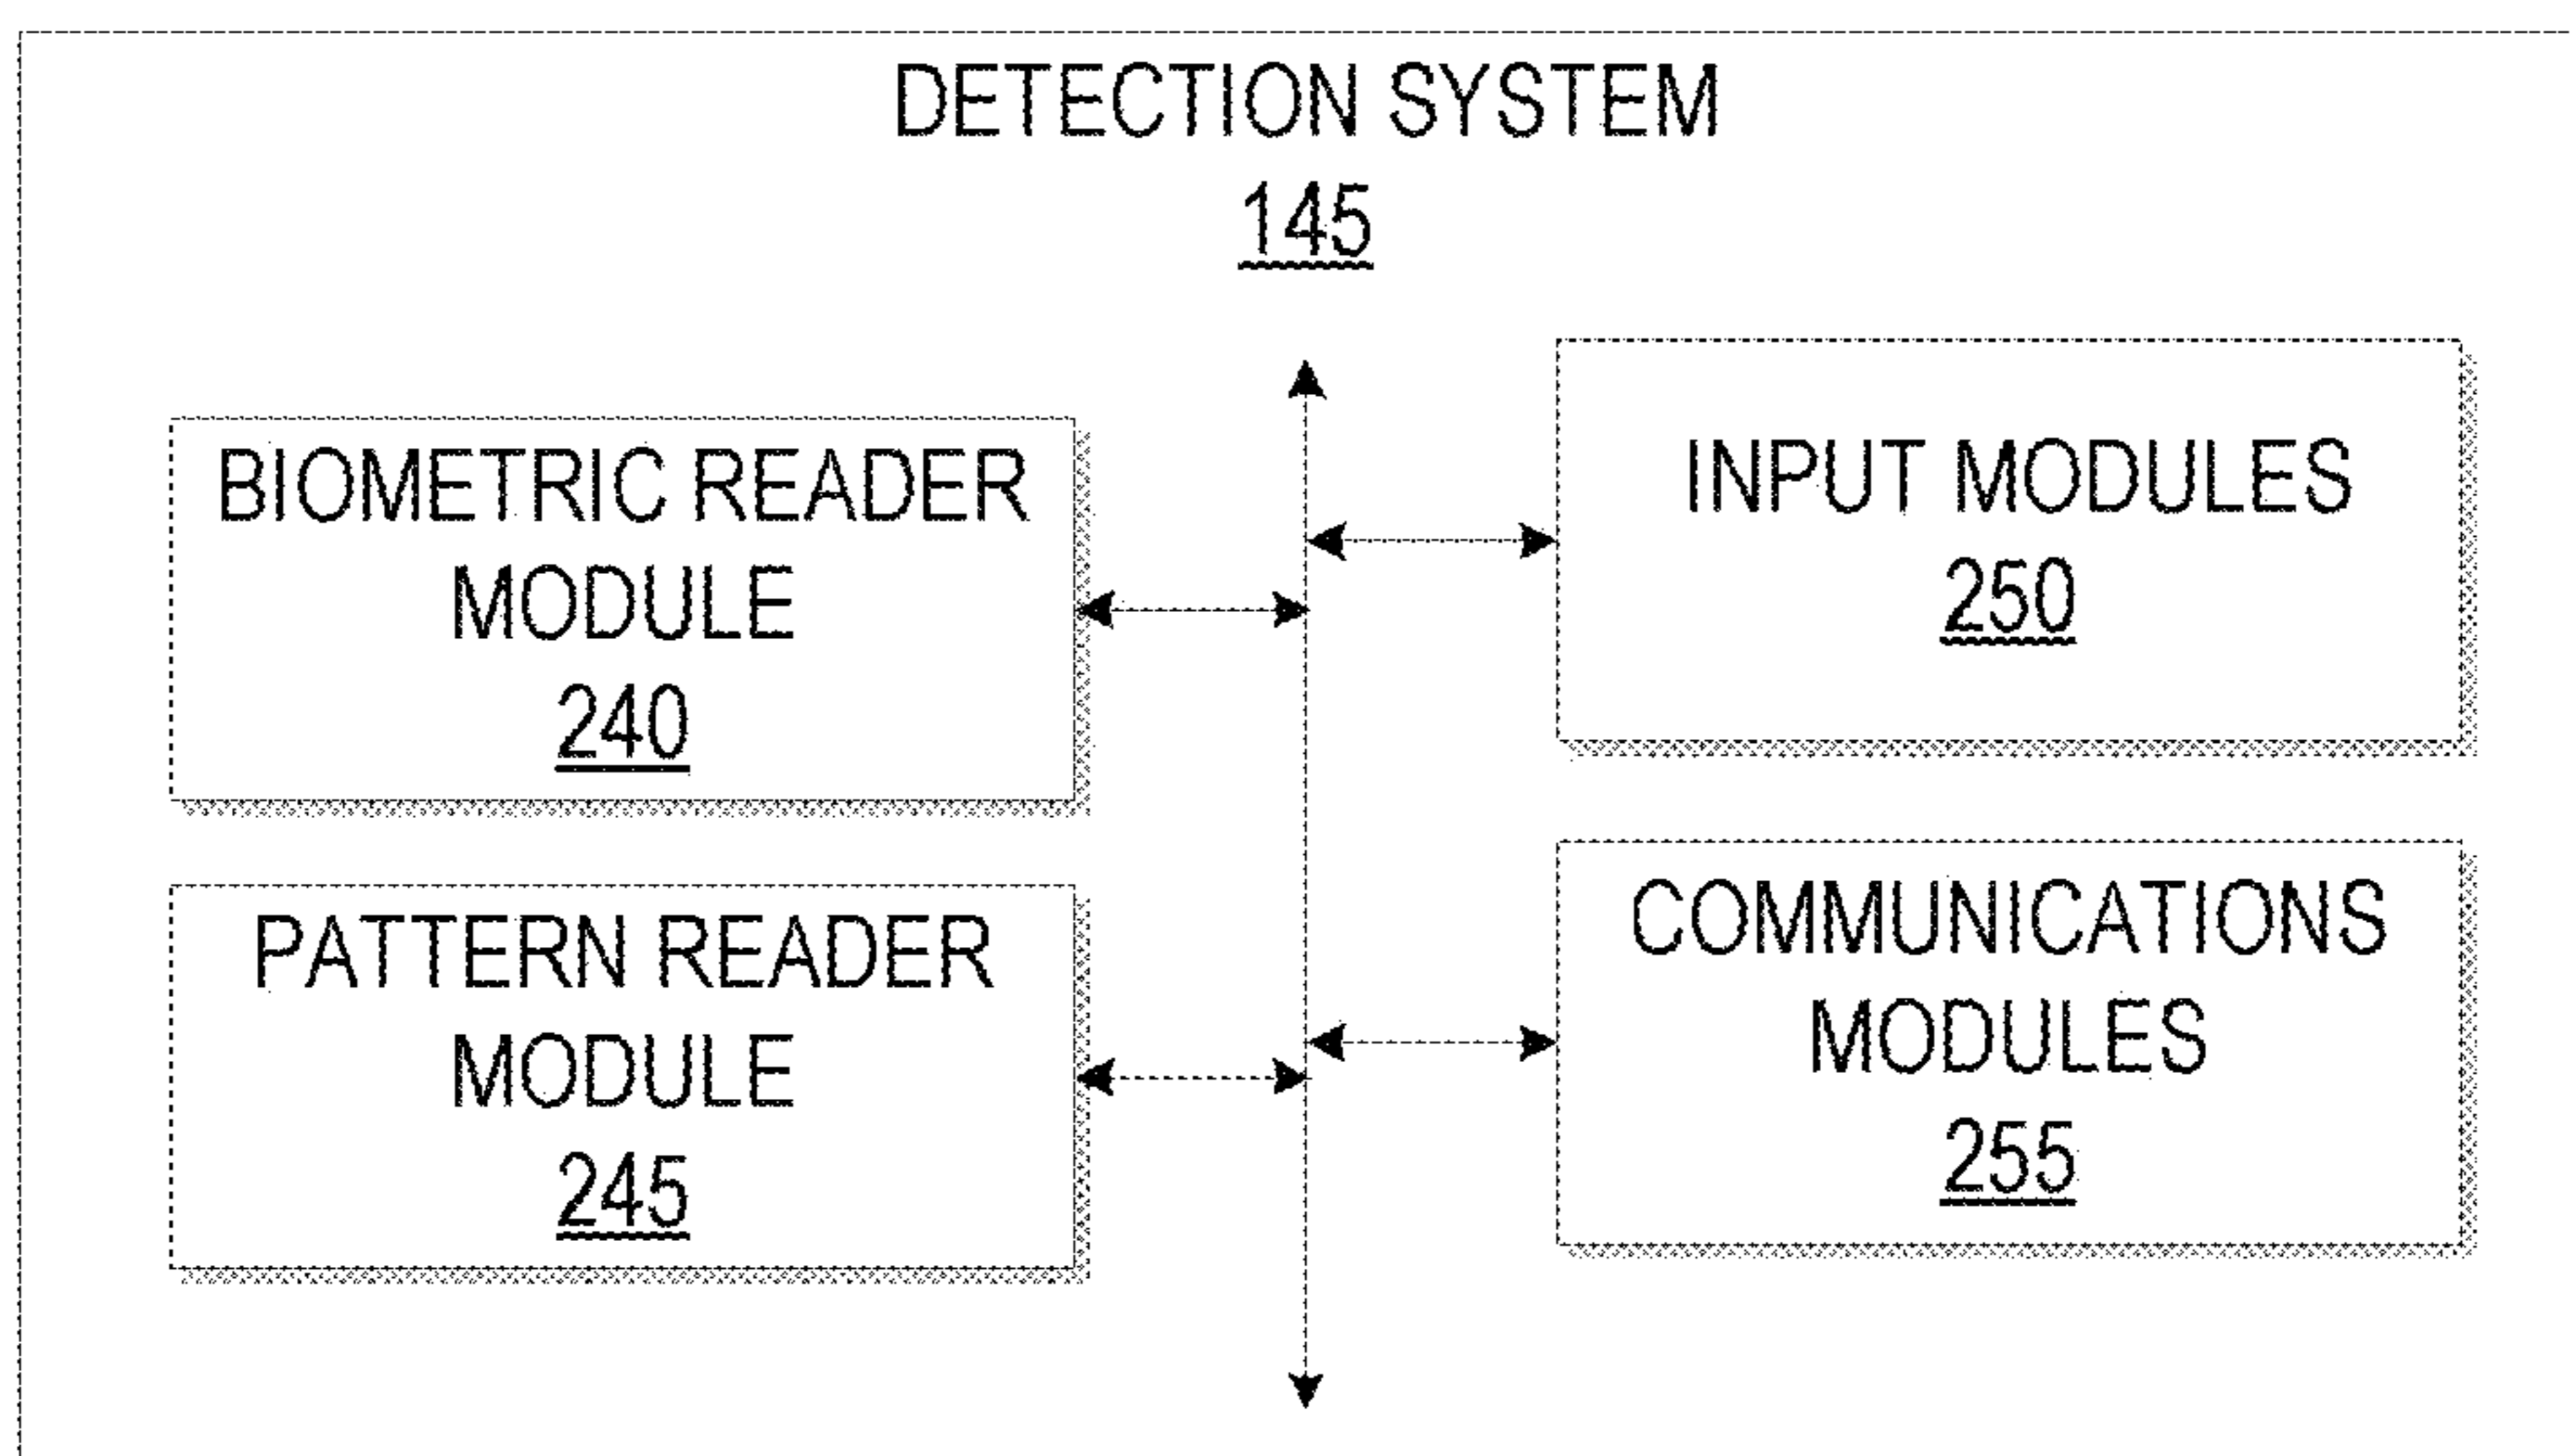 DETECTION SYSTEM
145
BIOMETRIC READER
MODULE
240
INPUT MODULES
250
PATTERN READER
MODULE
245
COMMUNICATIONS
MODULES
255